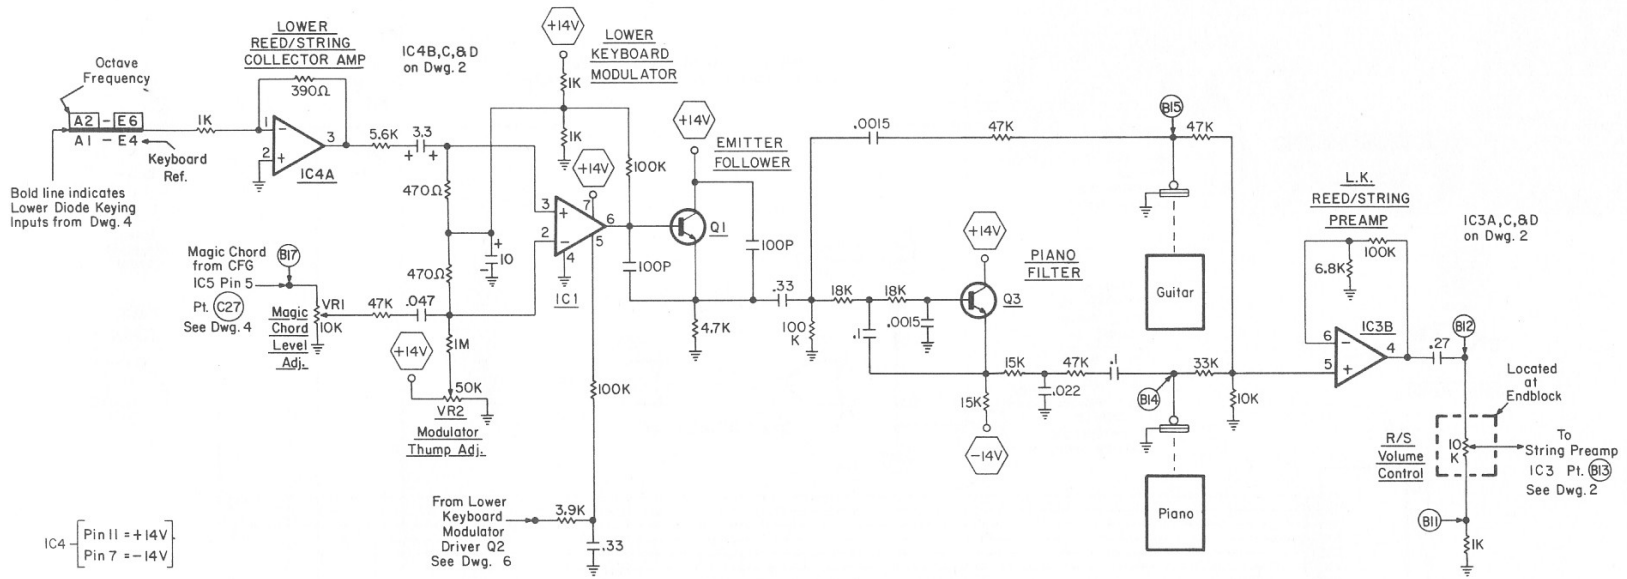 LOWER
REED/STRING
COLLECTOR AMP
IC4B,C,&D
on Dwg. 2
+14V
LOWER
KEYBOARD
MODULATOR
Octave
Frequency
A2 - E6
A1 - E4
Keyboard
Ref.
Bold line indicates
Lower Diode Keying
Inputs from Dwg. 4
1K
390Ω
1
2
3
IC4A
5.6K
3.3
+ +
470Ω
470Ω
1K
1K
+14V
100K
+
10
-
3
2
7
6
5
4
+
-
IC1
+14V
EMITTER
FOLLOWER
Q1
100P
100P
4.7K
.33
Magic Chord
from CFG
IC5 Pin 5
Pt. C27
See Dwg. 4
B17
VR1
10K
Magic
Chord
Level
Adj.
47K
.047
1M
+14V
50K
VR2
Modulator
Thump Adj.
100K
From Lower
Keyboard
Modulator
Driver Q2
See Dwg. 6
3.9K
.33
.0015
47K
B15
47K
100
K
18K
18K
.1
.0015
+14V
PIANO
FILTER
Q3
15K
-14V
15K
.022
47K
.1
B14
33K
10K
Guitar
Piano
L.K.
REED/STRING
PREAMP
IC3A,C,&D
on Dwg. 2
6.8K
100K
6
5
-
+
4
IC3B
.27
B12
Located
at
Endblock
R/S
Volume
Control
10
K
To
String Preamp
IC3 Pt. B13
See Dwg. 2
B11
1K
IC4
Pin 11 = +14V
Pin 7 = -14V